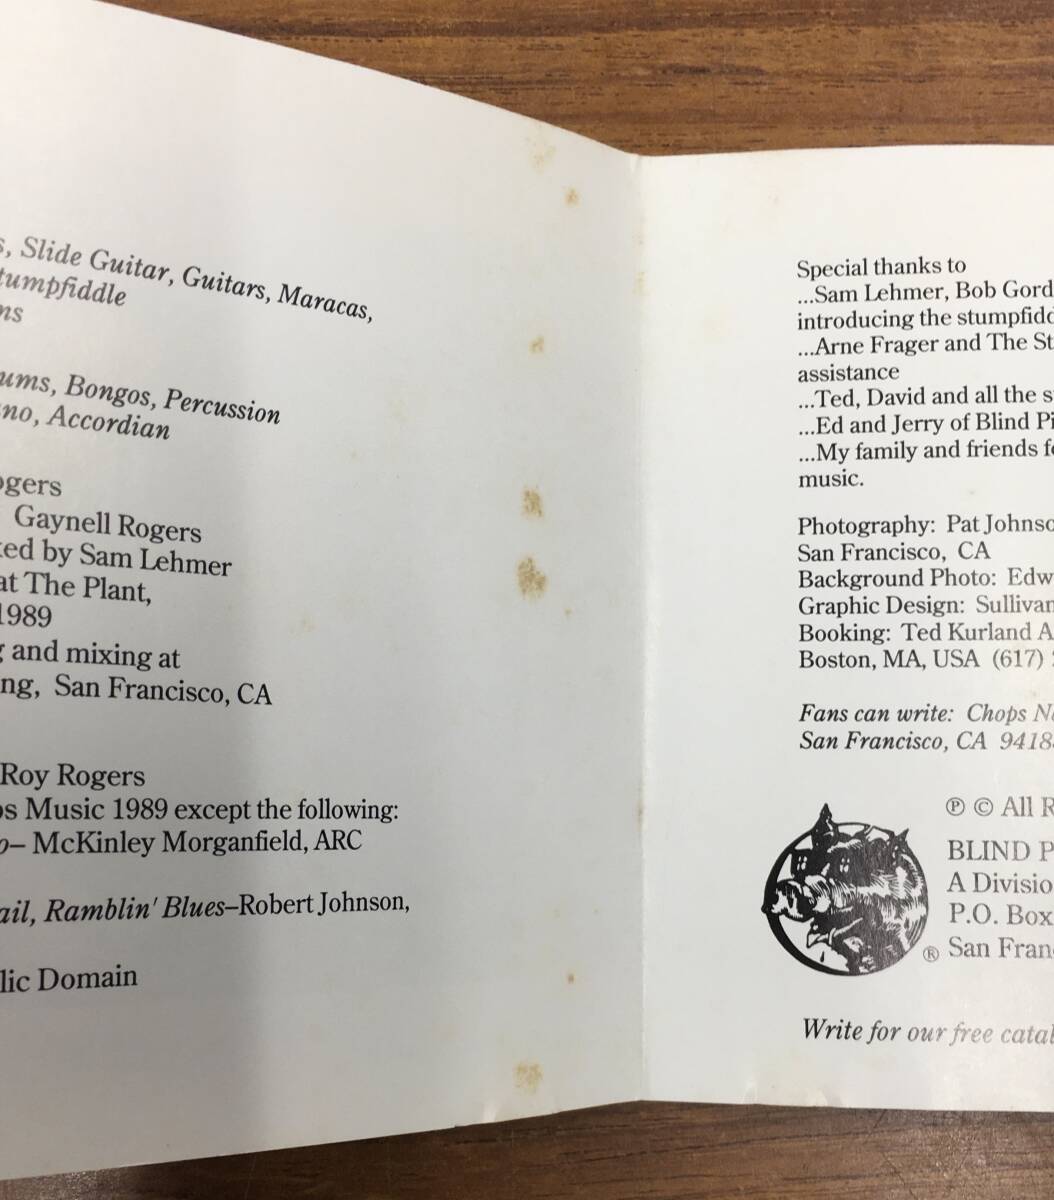 Slide Guitar, Guitars, Maracas,
tumpfiddle
ums, Bongos, Percussion
no, Accordian
ogers
Gaynell Rogers
ed by Sam Lehmer
at The Plant,
1989
and mixing at
ng, San Francisco, CA
Roy Rogers
s Music 1989 except the following:
– McKinley Morganfield, ARC
ail, Ramblin' Blues–Robert Johnson,
lic Domain
Special thanks to
...Sam Lehmer, Bob Gord
introducing the stumpfidd
...Arne Frager and The St
assistance
...Ted, David and all the s
...Ed and Jerry of Blind Pi
...My family and friends fo
music.
Photography: Pat Johnso
San Francisco, CA
Background Photo: Edw
Graphic Design: Sullivan
Booking: Ted Kurland A
Boston, MA, USA (617)
Fans can write: Chops N
San Francisco, CA 9418
℗ © All R
BLIND P
A Divisio
P.O. Box
® San Fran
Write for our free catal